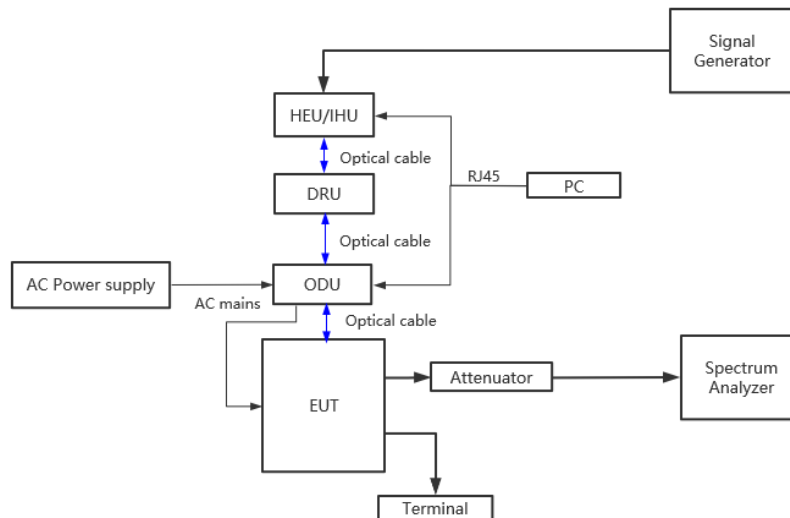 Signal
Generator
HEU/IHU
Optical cable
RJ45
PC
DRU
Optical cable
AC Power supply
ODU
AC mains
Optical cable
EUT
Attenuator
Spectrum
Analyzer
Terminal